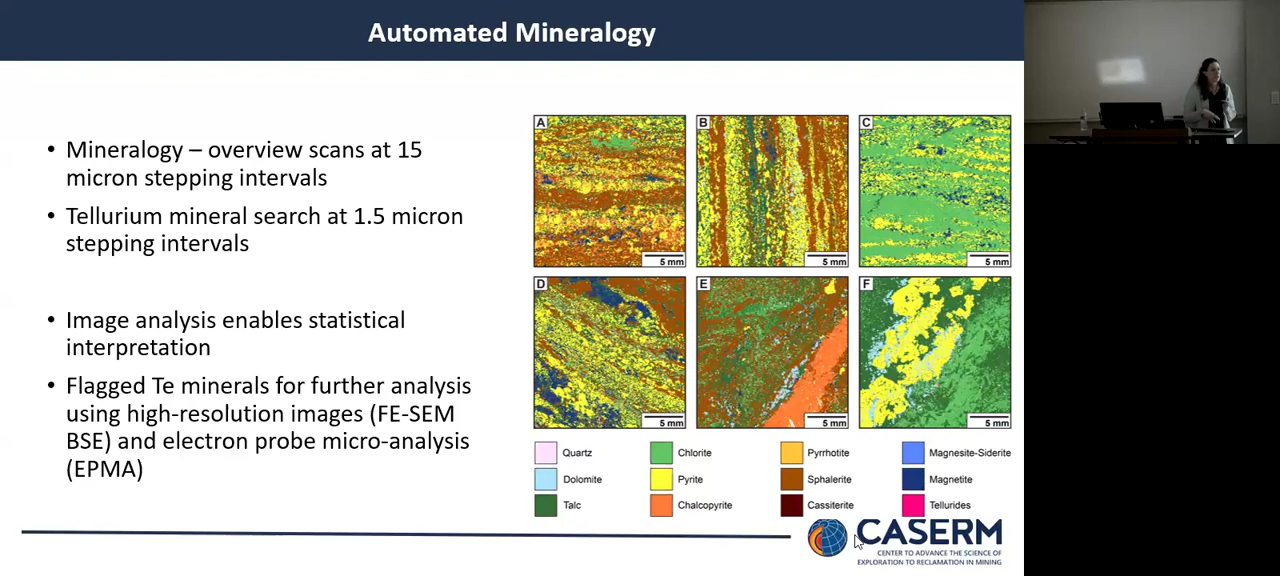 Automated Mineralogy
• Mineralogy – overview scans at 15
micron stepping intervals
• Tellurium mineral search at 1.5 micron
stepping intervals
• Image analysis enables statistical
interpretation
• Flagged Te minerals for further analysis
using high-resolution images (FE-SEM
BSE) and electron probe micro-analysis
(EPMA)
A
5 mm
B
5 mm
C
5 mm
D
5 mm
E
5 mm
F
5 mm
Quartz
Chlorite
Pyrrhotite
Magnesite-Siderite
Dolomite
Pyrite
Sphalerite
Magnetite
Talc
Chalcopyrite
Cassiterite
Tellurides
CASERM
CENTER TO ADVANCE THE SCIENCE OF
EXPLORATION TO RECLAMATION IN MINING